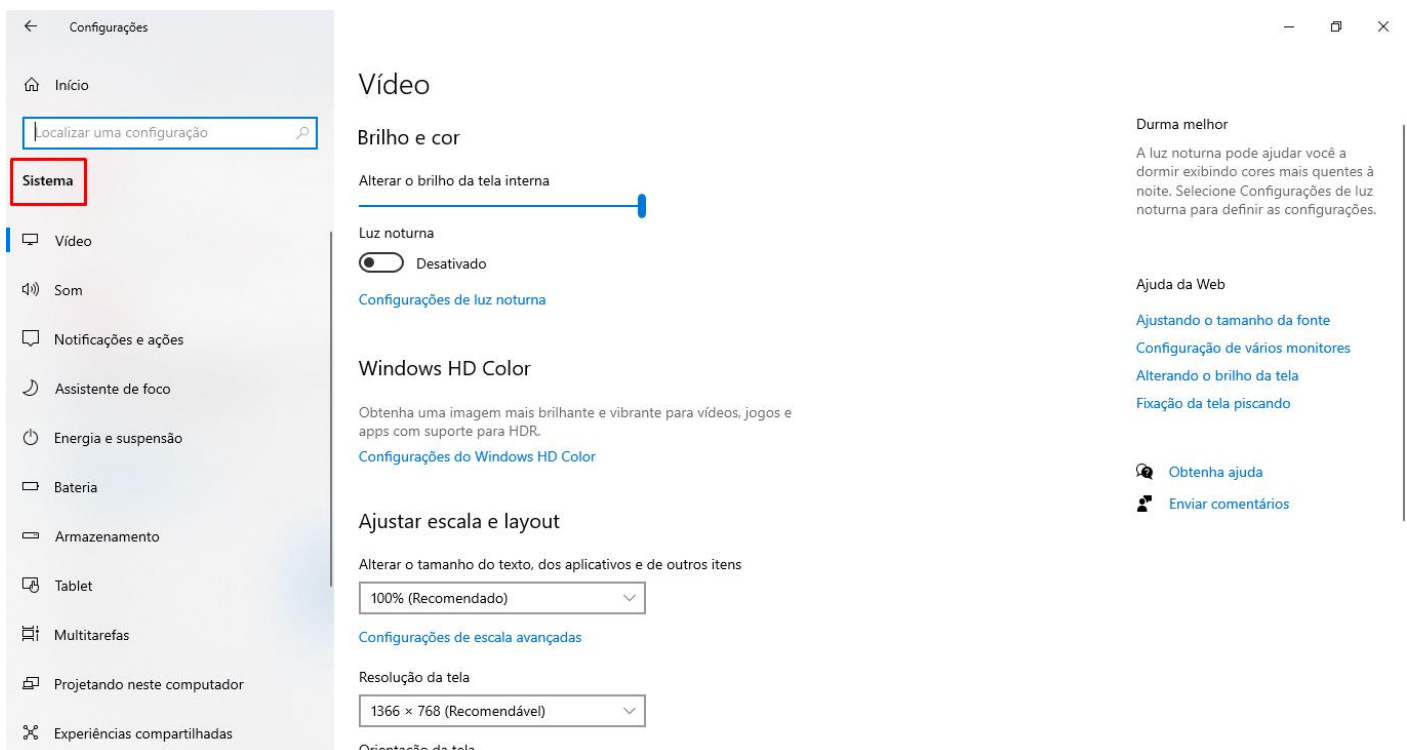 Configurações
Início
Localizar uma configuração
Sistema
Vídeo
Som
Notificações e ações
Assistente de foco
Energia e suspensão
Bateria
Armazenamento
Tablet
Multitarefas
Projetando neste computador
Experiências compartilhadas
Vídeo
Brilho e cor
Alterar o brilho da tela interna
Luz noturna
Desativado
Configurações de luz noturna
Windows HD Color
Obtenha uma imagem mais brilhante e vibrante para vídeos, jogos e
apps com suporte para HDR.
Configurações do Windows HD Color
Ajustar escala e layout
Alterar o tamanho do texto, dos aplicativos e de outros itens
100% (Recomendado)
Configurações de escala avançadas
Resolução da tela
1366 × 768 (Recomendável)
Orientação da tela
Durma melhor
A luz noturna pode ajudar você a
dormir exibindo cores mais quentes à
noite. Selecione Configurações de luz
noturna para definir as configurações.
Ajuda da Web
Ajustando o tamanho da fonte
Configuração de vários monitores
Alterando o brilho da tela
Fixação da tela piscando
Obtenha ajuda
Enviar comentários